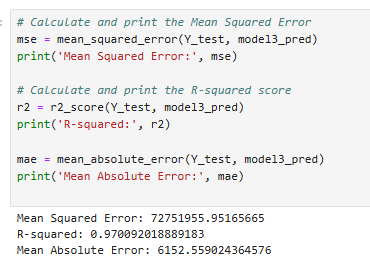 # Calculate and print the Mean Squared Error
mse = mean_squared_error(Y_test, model3_pred)
print('Mean Squared Error:', mse)
# Calculate and print the R-squared score
r2 = r2_score(Y_test, model3_pred)
print('R-squared:', r2)
mae = mean_absolute_error(Y_test, model3_pred)
print('Mean Absolute Error:', mae)
Mean Squared Error: 72751955.95165665
R-squared: 0.970092018889183
Mean Absolute Error: 6152.559024364576